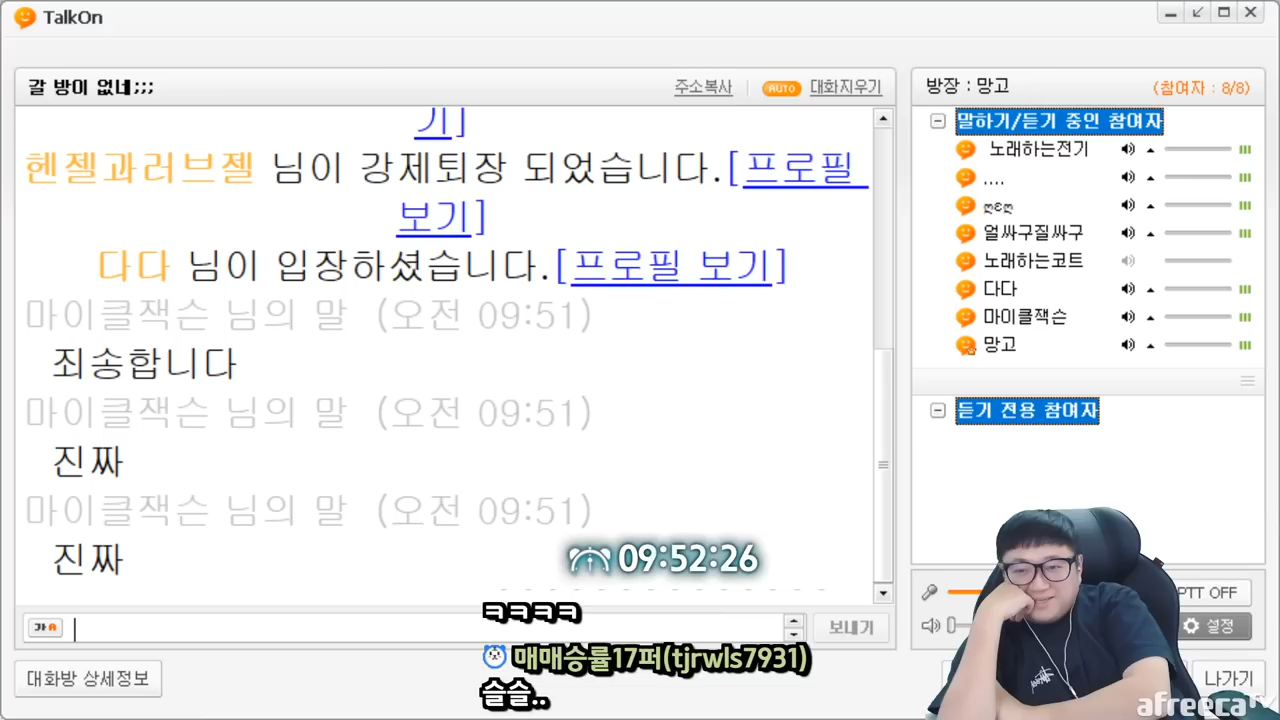 TalkOn
갈 방이 없네;;;
주소복사
AUTO
대화지우기
기]
헨젤과러브젤 님이 강제퇴장 되었습니다.[프로필
보기]
다다 님이 입장하셨습니다.[프로필 보기]
마이클잭슨 님의 말 (오전 09:51)
죄송합니다
마이클잭슨 님의 말 (오전 09:51)
진짜
마이클잭슨 님의 말 (오전 09:51)
진짜
09:52:26
ㅋㅋㅋㅋ
가A
보내기
매매승률17퍼(tjrwls7931)
슬슬..
대화방 상세정보
방장 : 망고
(참여자 : 8/8)
말하기/듣기 중인 참여자
노래하는전기
....
ღεღ
얼싸구질싸구
노래하는코트
다다
마이클잭슨
망고
듣기 전용 참여자
PTT OFF
설정
나가기
afreecaTV